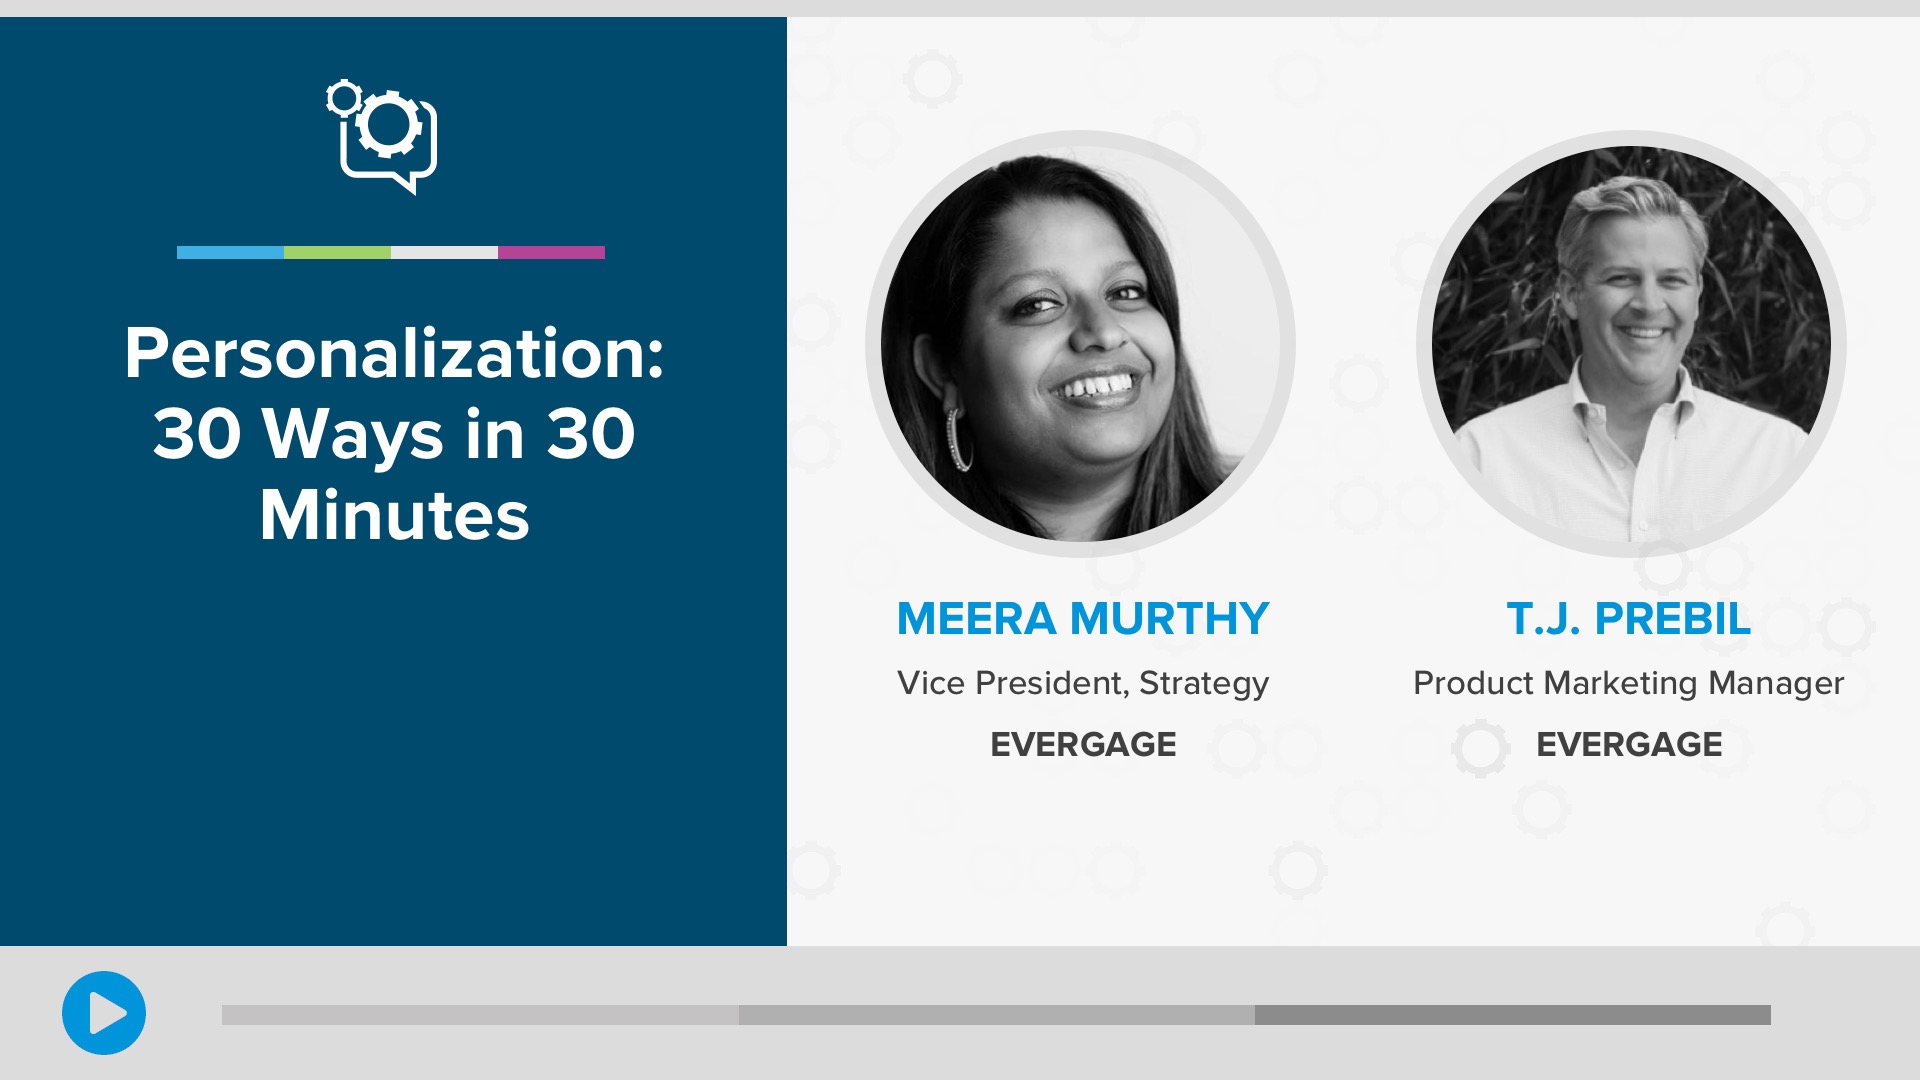 Personalization:
30 Ways in 30
Minutes
MEERA MURTHY
Vice President, Strategy
EVERGAGE
T.J. PREBIL
Product Marketing Manager
EVERGAGE